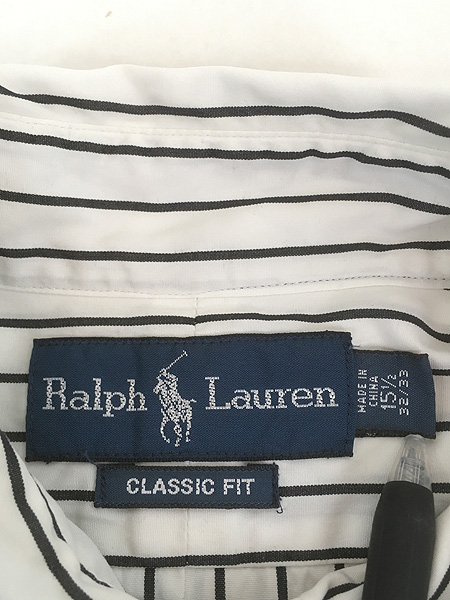 Ralph Lauren
CLASSIC FIT
MADE IN
CHINA
15½
32/33